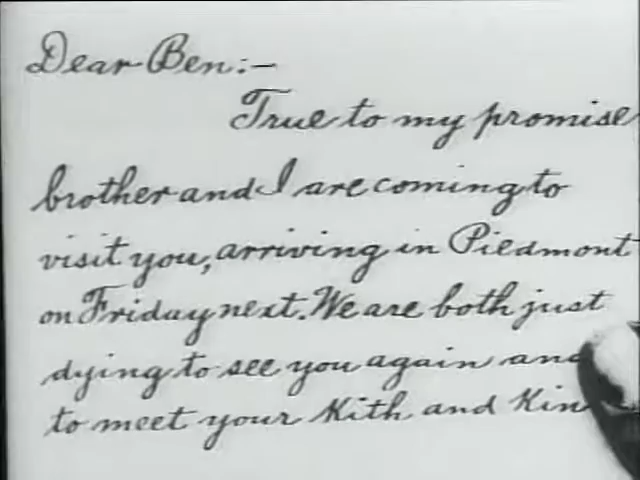 Dear Ben:-
True to my promise
brother and I are coming to
visit you, arriving in Piedmont
on Friday next. We are both just
dying to see you again and
to meet your Kith and Kin